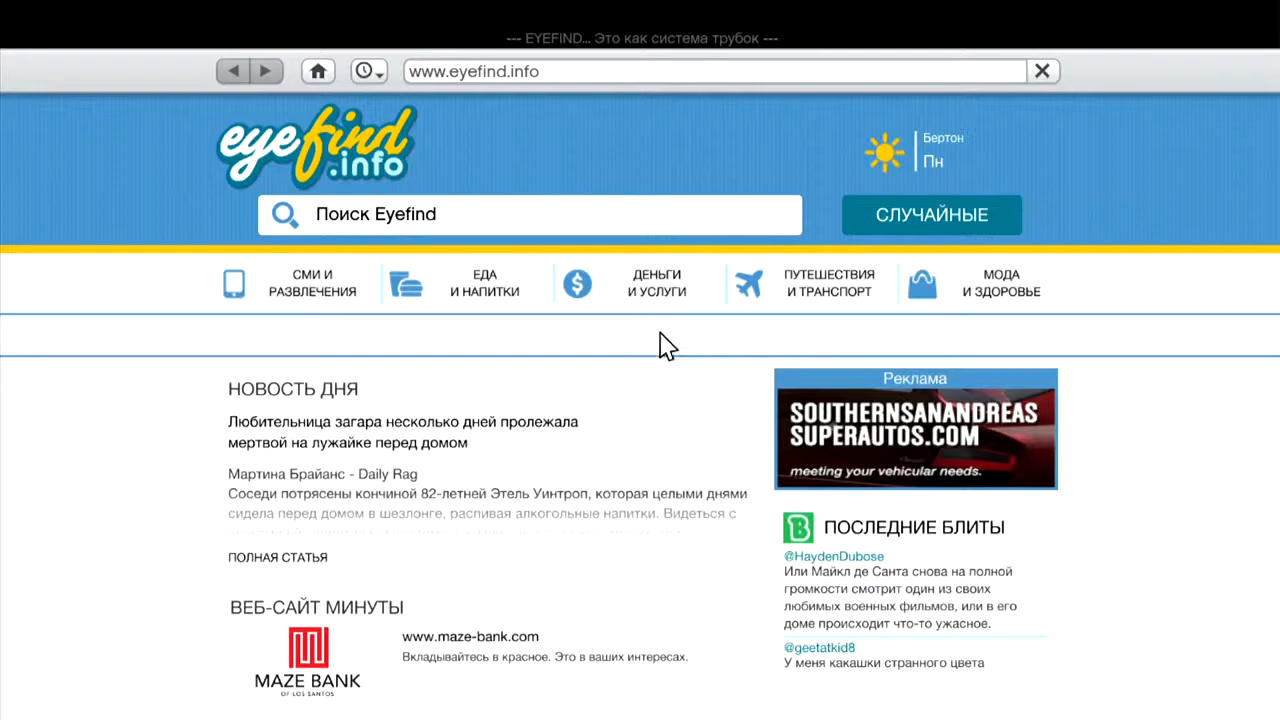 --- EYEFIND... Это как система трубок ---
www.eyefind.info
eyefind
.info
Бертон
Пн
Поиск Eyefind
СЛУЧАЙНЫЕ
СМИ И
РАЗВЛЕЧЕНИЯ
ЕДА
И НАПИТКИ
ДЕНЬГИ
И УСЛУГИ
ПУТЕШЕСТВИЯ
И ТРАНСПОРТ
МОДА
И ЗДОРОВЬЕ
НОВОСТЬ ДНЯ
Любительница загара несколько дней пролежала
мертвой на лужайке перед домом
Мартина Брайанс - Daily Rag
Соседи потрясены кончиной 82-летней Этель Уинтроп, которая целыми днями
сидела перед домом в шезлонге, распивая алкогольные напитки. Видеться с
ПОЛНАЯ СТАТЬЯ
ВЕБ-САЙТ МИНУТЫ
MAZE BANK
OF LOS SANTOS
www.maze-bank.com
Вкладывайтесь в красное. Это в ваших интересах.
Реклама
SOUTHERNSANANDREAS
SUPERAUTOS.COM
meeting your vehicular needs.
ПОСЛЕДНИЕ БЛИТЫ
@HaydenDubose
Или Майкл де Санта снова на полной
громкости смотрит один из своих
любимых военных фильмов, или в его
доме происходит что-то ужасное.
@geetatkid8
У меня какашки странного цвета